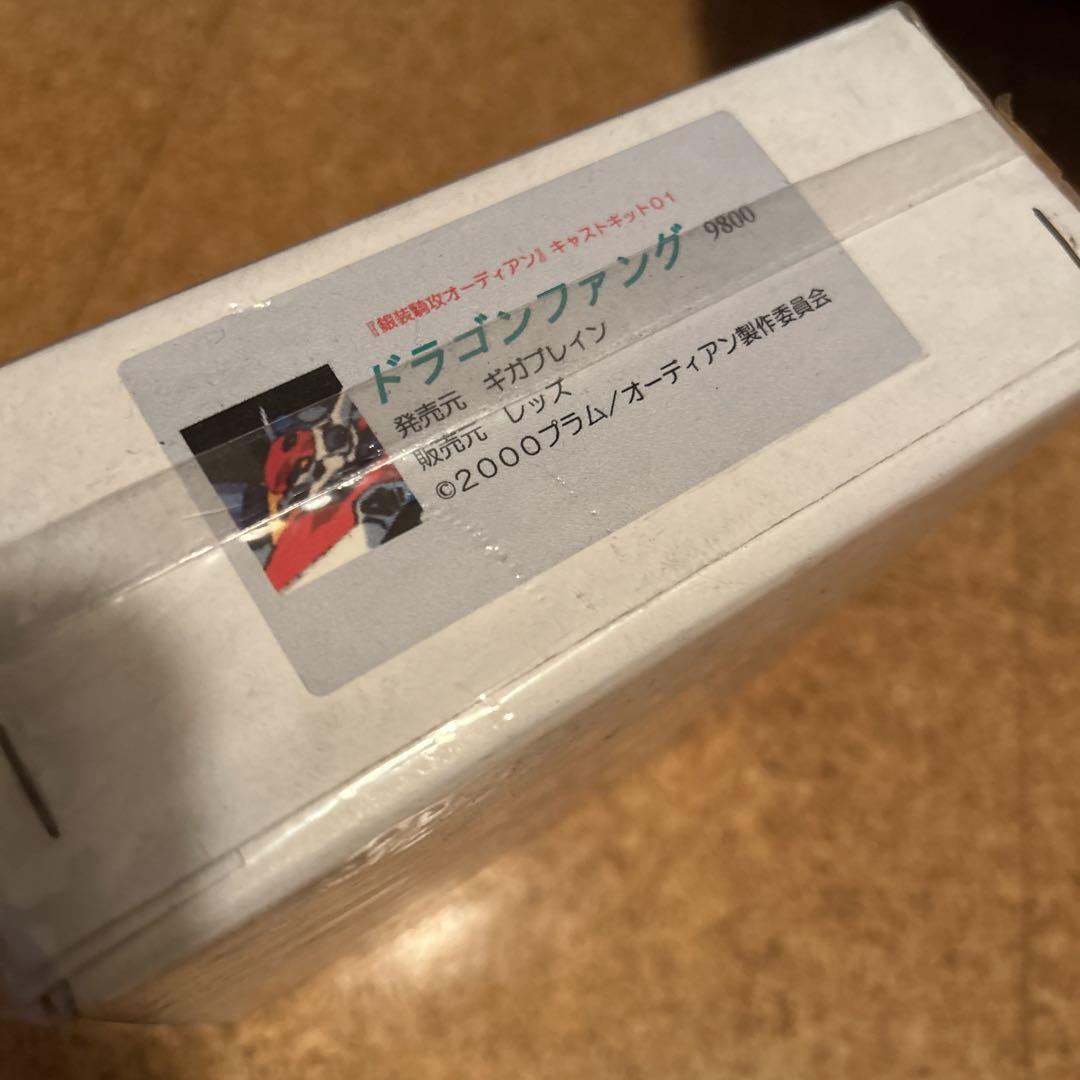 『銀装騎攻オーディアン』キャストキット01
ドラゴンファング 9800
発売元 ギガブレイン
販売元 レッズ
©2000プラム/オーディアン製作委員会